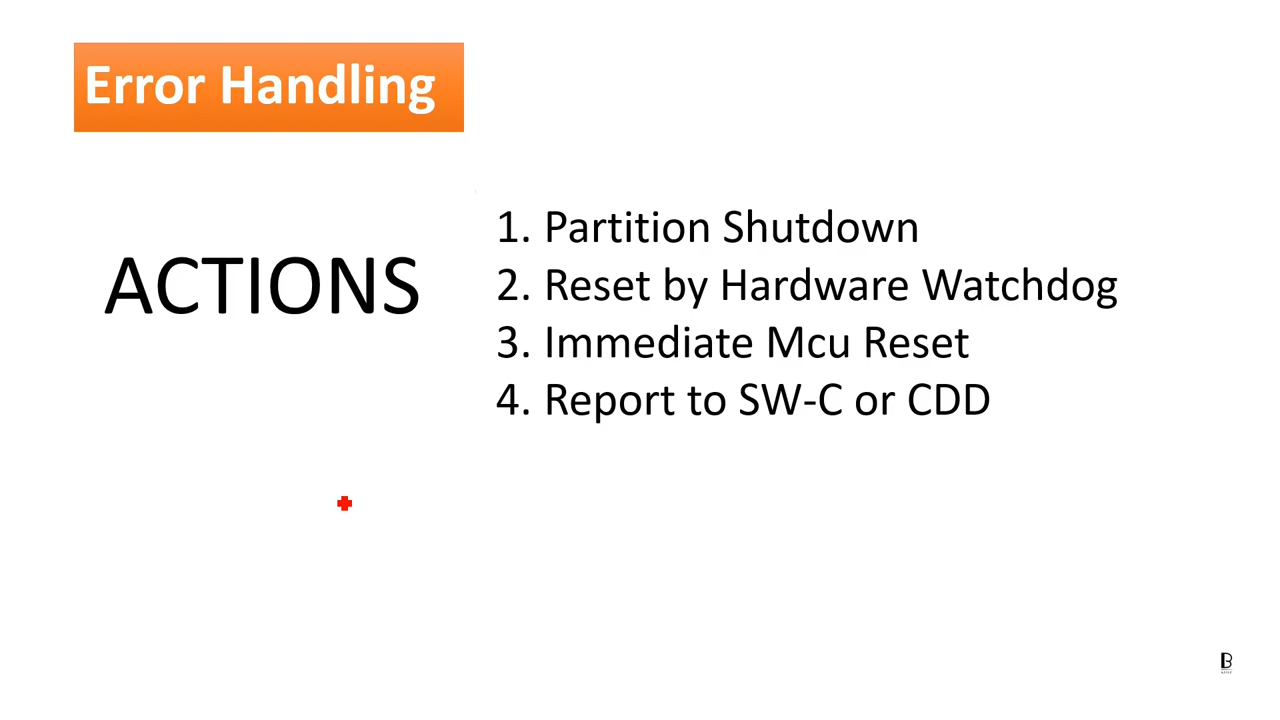 Error Handling
ACTIONS
1. Partition Shutdown
2. Reset by Hardware Watchdog
3. Immediate Mcu Reset
4. Report to SW-C or CDD